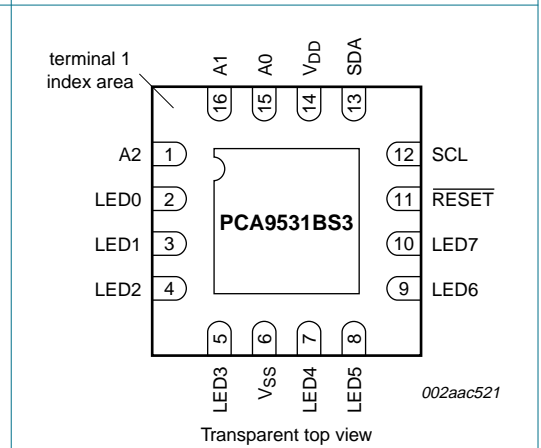 terminal 1
index area
A1
A0
VDD
SDA
16
15
14
13
A2 1
12 SCL
LED0 2
11 RESET
PCA9531BS3
LED1 3
10 LED7
LED2 4
9 LED6
5
6
7
8
LED3
VSS
LED4
LED5
002aac521
Transparent top view